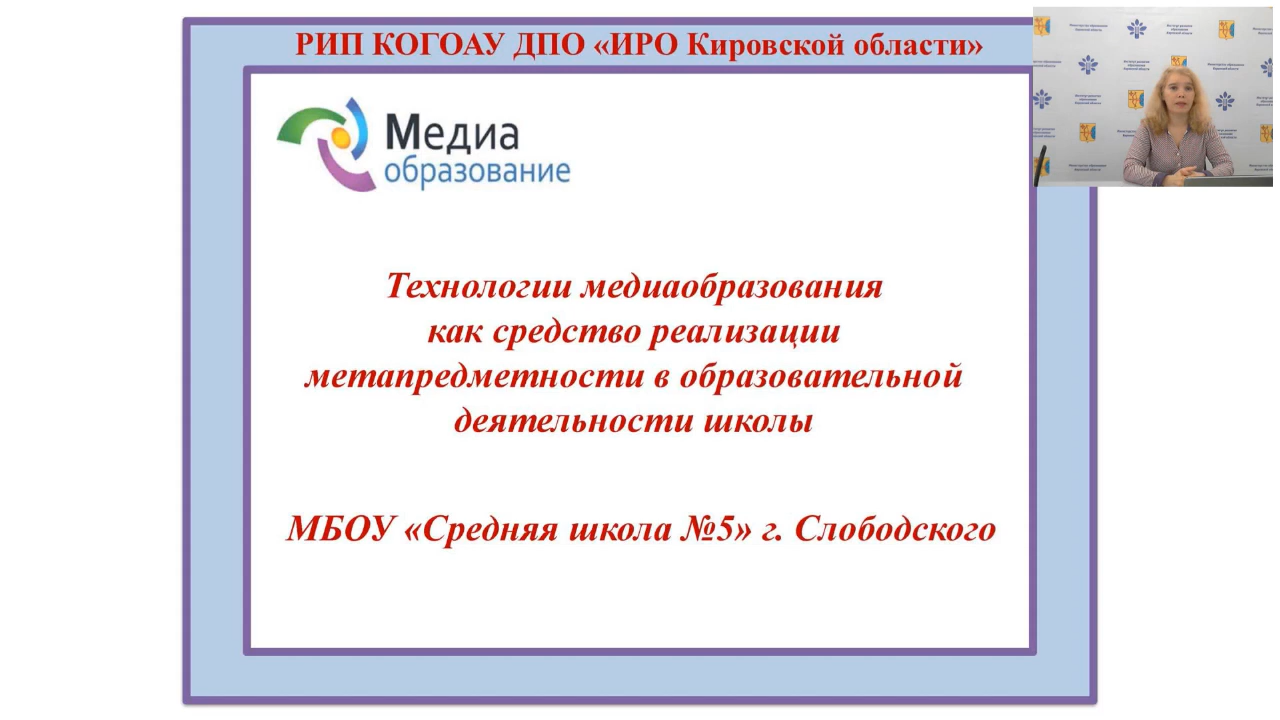 РИП КОГОАУ ДПО «ИРО Кировской области»
Медиа
образование
Технологии медиаобразования
как средство реализации
метапредметности в образовательной
деятельности школы
МБОУ «Средняя школа №5» г. Слободского